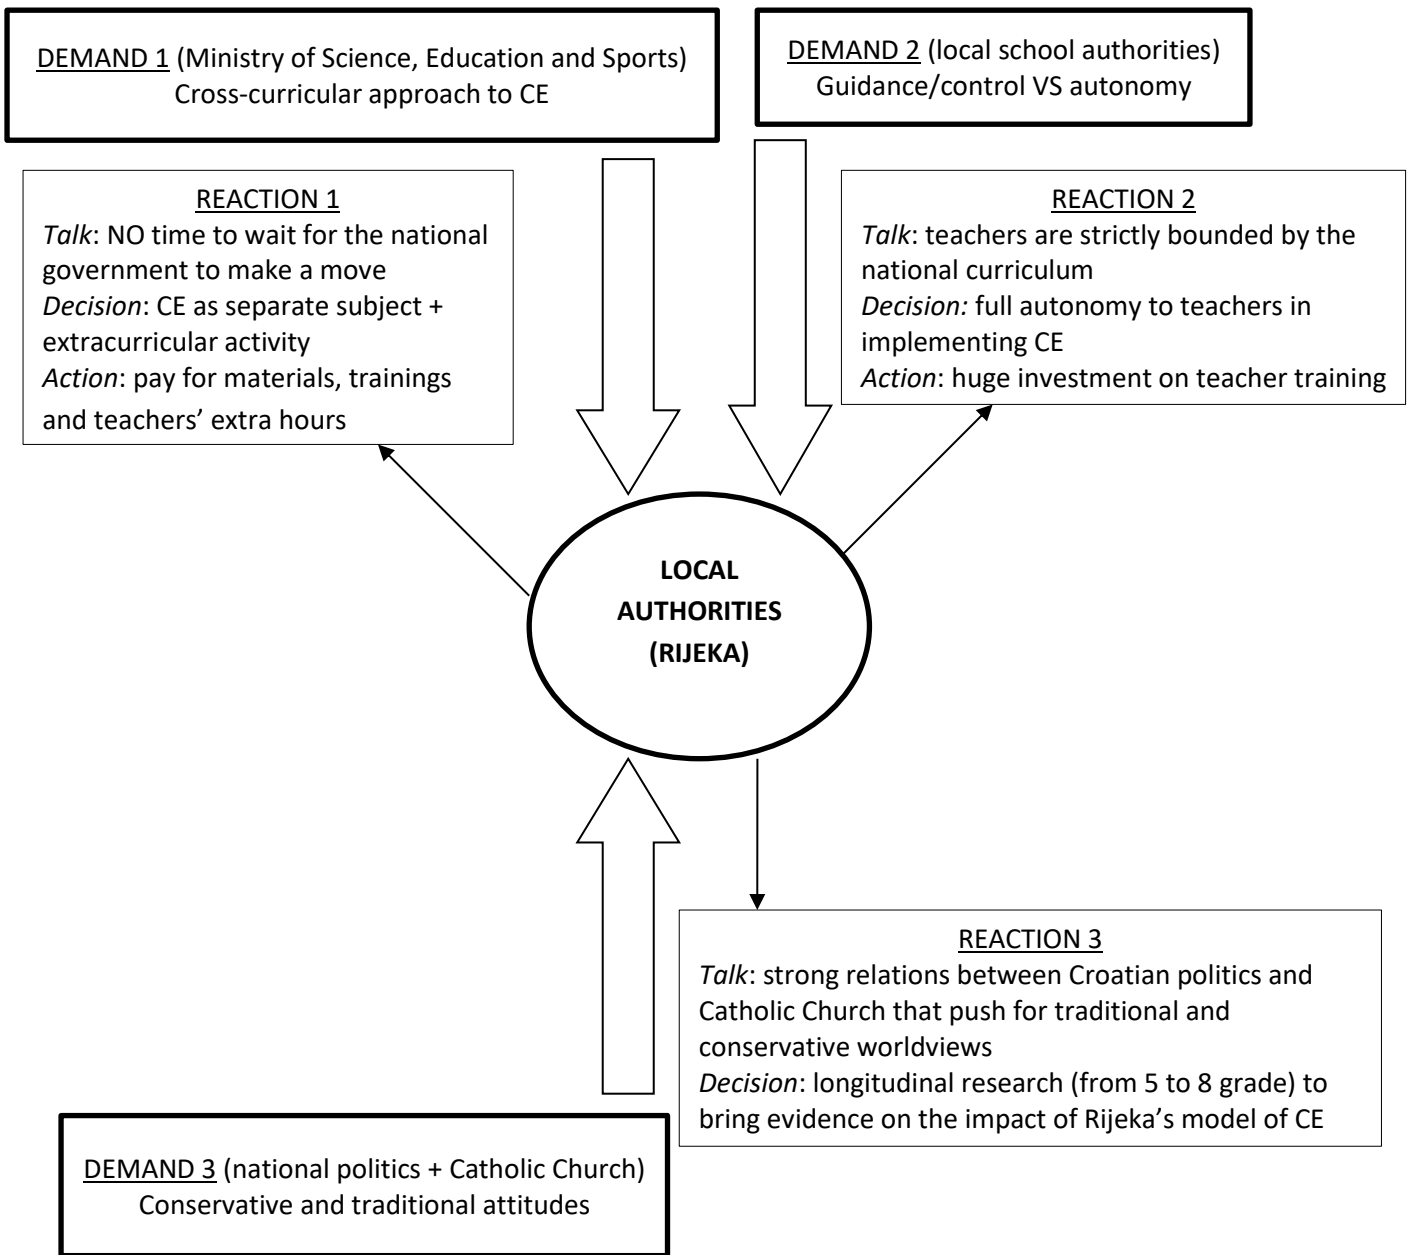 DEMAND 1 (Ministry of Science, Education and Sports)
Cross-curricular approach to CE
DEMAND 2 (local school authorities)
Guidance/control VS autonomy
REACTION 1
Talk: NO time to wait for the national
government to make a move
Decision: CE as separate subject +
extracurricular activity
Action: pay for materials, trainings
and teachers’ extra hours
REACTION 2
Talk: teachers are strictly bounded by the
national curriculum
Decision: full autonomy to teachers in
implementing CE
Action: huge investment on teacher training
LOCAL
AUTHORITIES
(RIJEKA)
REACTION 3
Talk: strong relations between Croatian politics and
Catholic Church that push for traditional and
conservative worldviews
Decision: longitudinal research (from 5 to 8 grade) to
bring evidence on the impact of Rijeka’s model of CE
DEMAND 3 (national politics + Catholic Church)
Conservative and traditional attitudes